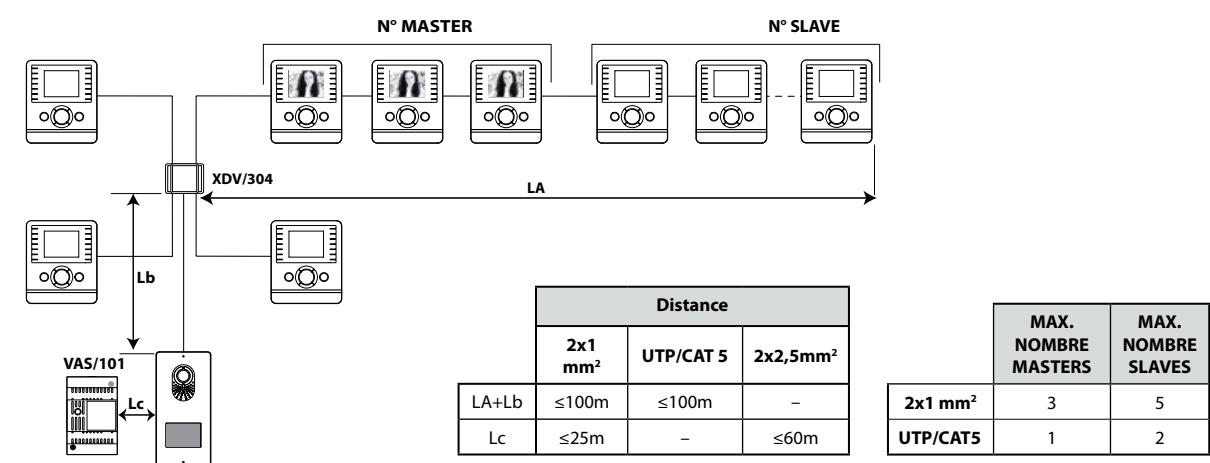 N° MASTER
N° SLAVE
XDV/304
LA
Lb
VAS/101
Lc
Distance
2x1 mm² UTP/CAT 5 2x2,5mm²
LA+Lb ≤100m ≤100m –
Lc ≤25m – ≤60m
MAX. NOMBRE MASTERS MAX. NOMBRE SLAVES
2x1 mm² 3 5
UTP/CAT5 1 2